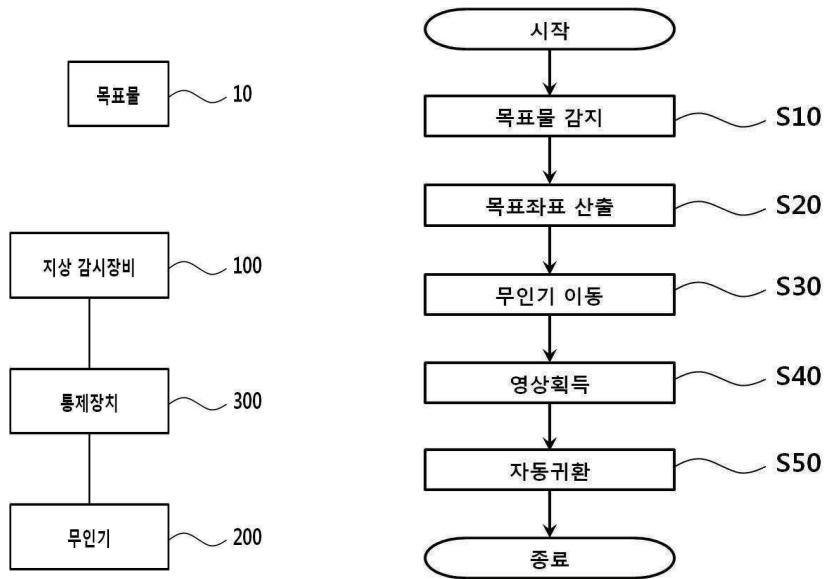 목표물 10
지상 감시장비 100
통제장치 300
무인기 200
시작
목표물 감지 S10
목표좌표 산출 S20
무인기 이동 S30
영상획득 S40
자동귀환 S50
종료